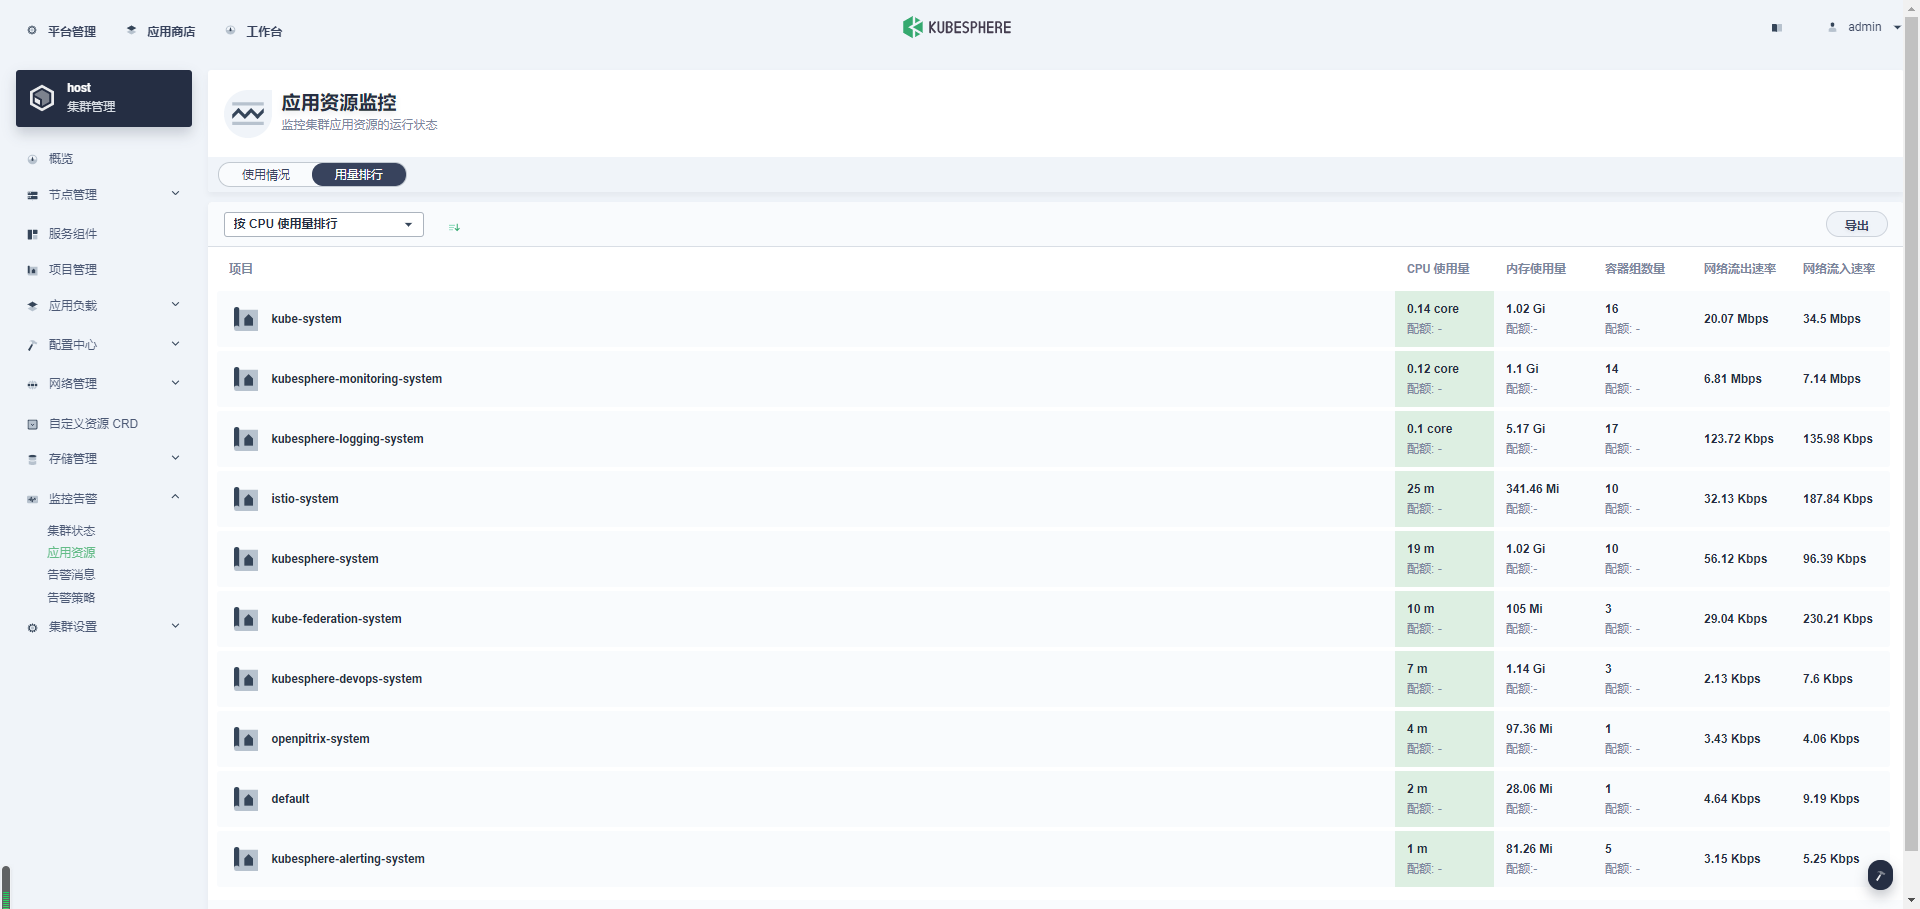 平台管理
应用商店
工作台
KUBESPHERE
admin
host
集群管理
概览
节点管理
服务组件
项目管理
应用负载
配置中心
网络管理
自定义资源 CRD
存储管理
监控告警
集群状态
应用资源
告警消息
告警策略
集群设置
应用资源监控
监控集群应用资源的运行状态
使用情况
用量排行
按 CPU 使用量排行
导出
项目 CPU 使用量 内存使用量 容器组数量 网络流出速率 网络流入速率
kube-system 0.14 core 1.02 Gi 16 20.07 Mbps 34.5 Mbps
配额: - 配额:- 配额: -
kubesphere-monitoring-system 0.12 core 1.1 Gi 14 6.81 Mbps 7.14 Mbps
配额: - 配额:- 配额: -
kubesphere-logging-system 0.1 core 5.17 Gi 17 123.72 Kbps 135.98 Kbps
配额: - 配额:- 配额: -
istio-system 25 m 341.46 Mi 10 32.13 Kbps 187.84 Kbps
配额: - 配额:- 配额: -
kubesphere-system 19 m 1.02 Gi 10 56.12 Kbps 96.39 Kbps
配额: - 配额:- 配额: -
kube-federation-system 10 m 105 Mi 3 29.04 Kbps 230.21 Kbps
配额: - 配额:- 配额: -
kubesphere-devops-system 7 m 1.14 Gi 3 2.13 Kbps 7.6 Kbps
配额: - 配额:- 配额: -
openpitrix-system 4 m 97.36 Mi 1 3.43 Kbps 4.06 Kbps
配额: - 配额:- 配额: -
default 2 m 28.06 Mi 1 4.64 Kbps 9.19 Kbps
配额: - 配额:- 配额: -
kubesphere-alerting-system 1 m 81.26 Mi 5 3.15 Kbps 5.25 Kbps
配额: - 配额:- 配额: -